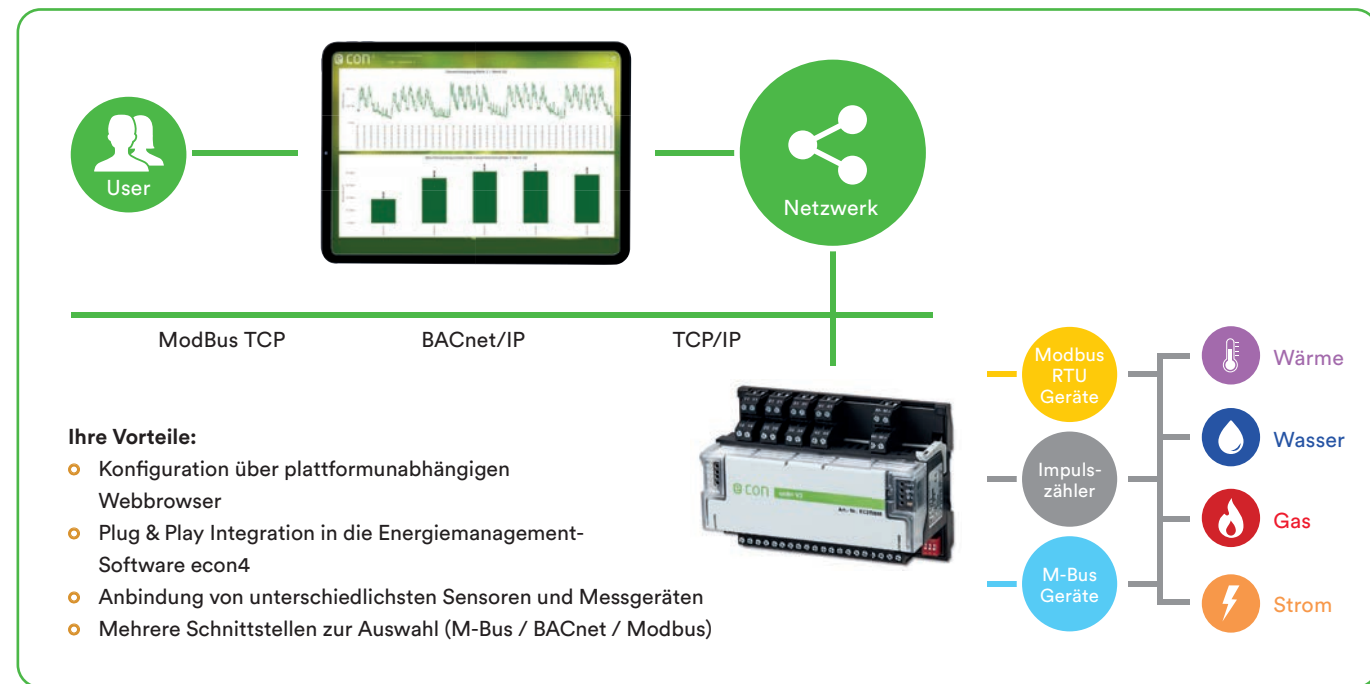 e con
User
Netzwerk
ModBus TCP
BACnet/IP
TCP/IP
Ihre Vorteile:
Konfiguration über plattformunabhängigen
Webbrowser
Plug & Play Integration in die Energiemanagement-
Software econ4
Anbindung von unterschiedlichsten Sensoren und Messgeräten
Mehrere Schnittstellen zur Auswahl (M-Bus / BACnet / Modbus)
e con
Modbus
RTU
Geräte
Impuls-
zähler
M-Bus
Geräte
Wärme
Wasser
Gas
Strom